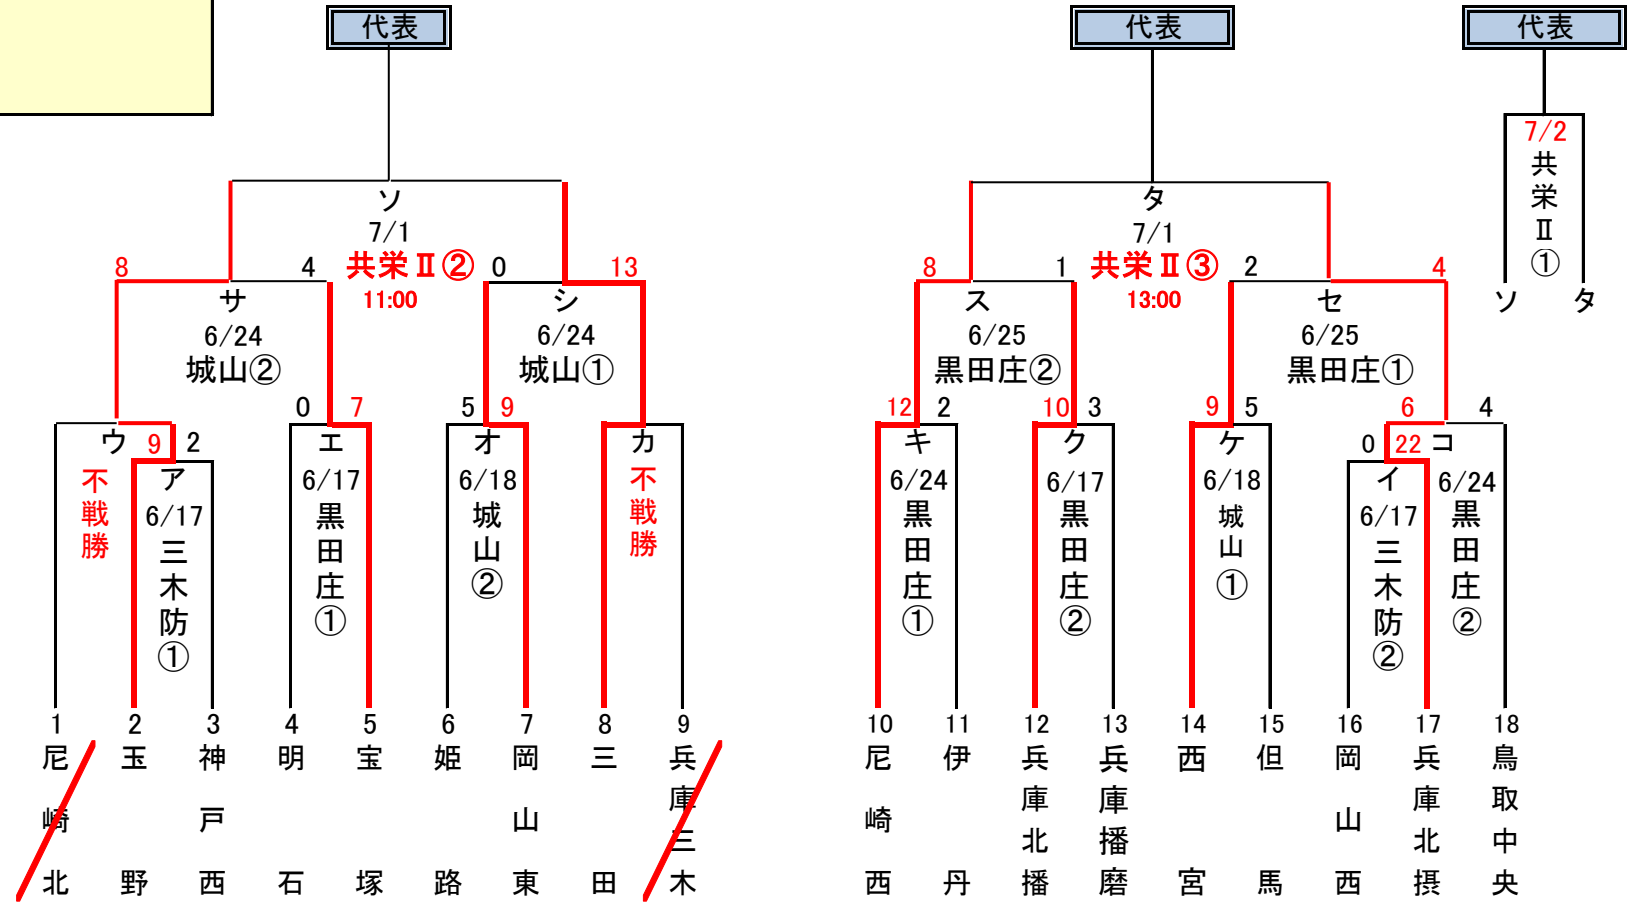 代表 代表 代表
7/2
共栄Ⅱ①
ソ タ
ソ
7/1
共栄Ⅱ②
11:00
タ
7/1
共栄Ⅱ③
13:00
8 4
サ
6/24
城山②
0 13
シ
6/24
城山①
8 1
ス
6/25
黒田庄②
2 4
セ
6/25
黒田庄①
ウ
不戦勝
9 2
ア
6/17
三木防①
0 7
エ
6/17
黒田庄①
5 9
オ
6/18
城山②
カ
不戦勝
12 2
キ
6/24
黒田庄①
10 3
ク
6/17
黒田庄②
9 5
ケ
6/18
城山①
6 4
コ
6/24
黒田庄②
0 22
イ
6/17
三木防②
1 2 3 4 5 6 7 8 9 10 11 12 13 14 15 16 17 18
尼崎北
玉野
神戸西
明石
宝塚
姫路
岡山東
三田
兵庫三木
尼崎西
伊丹
兵庫北播
兵庫播磨
西宮
但馬
岡山西
兵庫北摂
鳥取中央